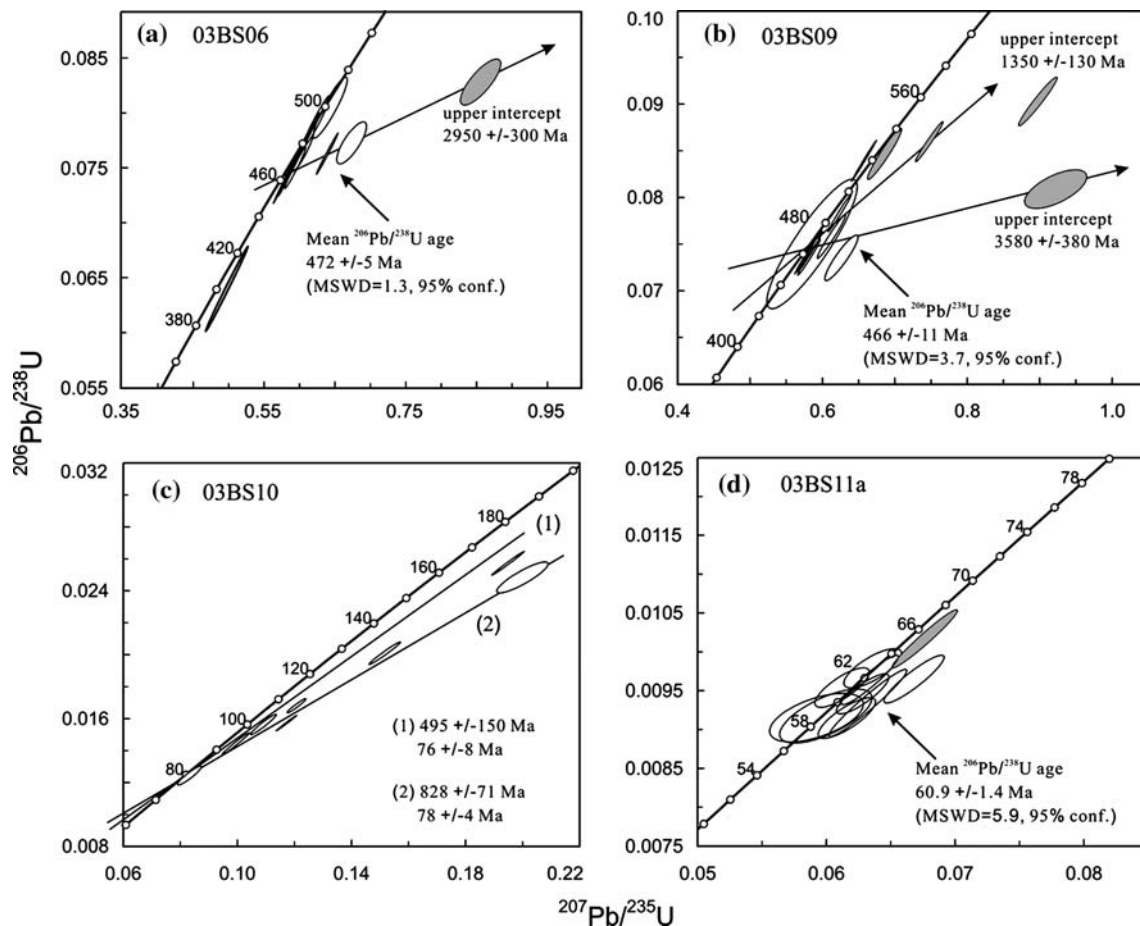 (a) 03BS06
0.085
0.075
0.065
0.055
500
460
420
380
upper intercept
2950 +/-300 Ma
Mean ²⁰⁶Pb/²³⁸U age
472 +/-5 Ma
(MSWD=1.3, 95% conf.)
0.35 0.55 0.75 0.95
(b) 03BS09
0.10
0.09
0.08
0.07
0.06
560
480
400
upper intercept
1350 +/-130 Ma
upper intercept
3580 +/-380 Ma
Mean ²⁰⁶Pb/²³⁸U age
466 +/-11 Ma
(MSWD=3.7, 95% conf.)
0.4 0.6 0.8 1.0
²⁰⁶Pb/²³⁸U
(c) 03BS10
0.032
0.024
0.016
0.008
180
160
140
120
100
80
(1)
(2)
(1) 495 +/-150 Ma
76 +/-8 Ma
(2) 828 +/-71 Ma
78 +/-4 Ma
0.06 0.10 0.14 0.18 0.22
(d) 03BS11a
0.0125
0.0115
0.0105
0.0095
0.0085
0.0075
78
74
70
66
62
58
54
Mean ²⁰⁶Pb/²³⁸U age
60.9 +/-1.4 Ma
(MSWD=5.9, 95% conf.)
0.05 0.06 0.07 0.08
²⁰⁷Pb/²³⁵U